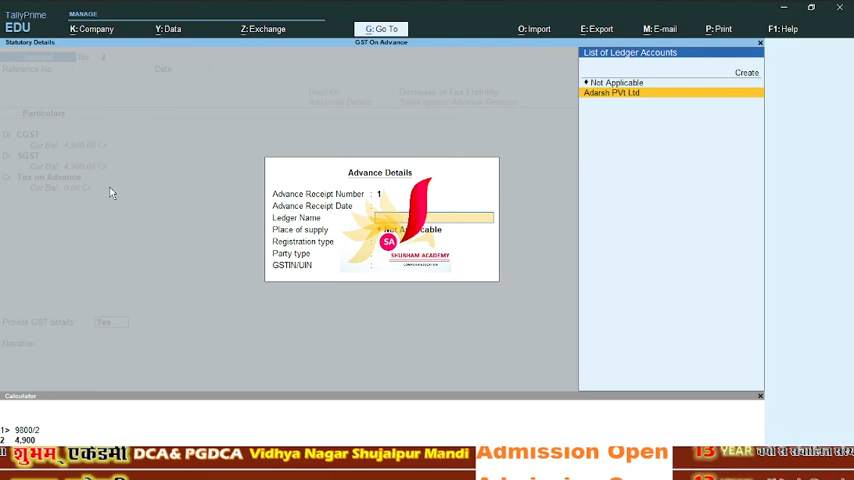 TallyPrime
EDU
MANAGE
K:Company
Y:Data
Z:Exchange
G:Go To
O:Import
E:Export
M:E-mail
P:Print
F1:Help
Statutory Details
GST On Advance
No. 2
Reference No
Date
Particulars
Dr CGST
Cur Bal: 4,900.00 Cr
Dr SGST
Cur Bal: 4,900.00 Cr
Cr Tax on Advance
Cur Bal: 0.00 Cr
Provide GST details : Yes
Narration:
Advance Details
Advance Receipt Number : 1
Advance Receipt Date :
Ledger Name :
Place of supply : Not Applicable
Registration type :
Party type :
GSTIN/UIN :
SA
SHUBHAM ACADEMY
List of Ledger Accounts
Create
♦ Not Applicable
Adarsh PVt Ltd
Calculator
1> 9800/2
2 4,900
शुभम् एकेडमी DCA & PGDCA Vidhya Nagar Shujalpur Mandi Admission Open 13 YEAR